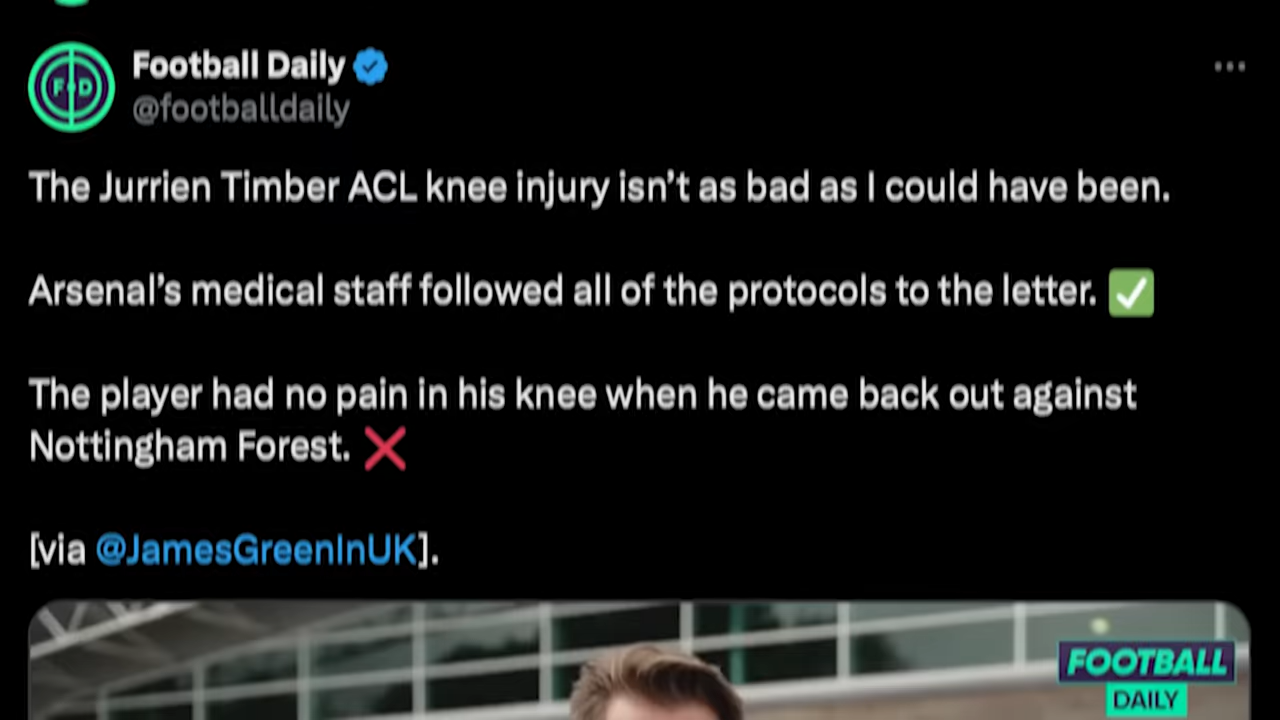 F D
Football Daily
@footballdaily
The Jurrien Timber ACL knee injury isn’t as bad as I could have been.
Arsenal’s medical staff followed all of the protocols to the letter. ✅
The player had no pain in his knee when he came back out against
Nottingham Forest. ❌
[via @JamesGreenInUK].
FOOTBALL
DAILY